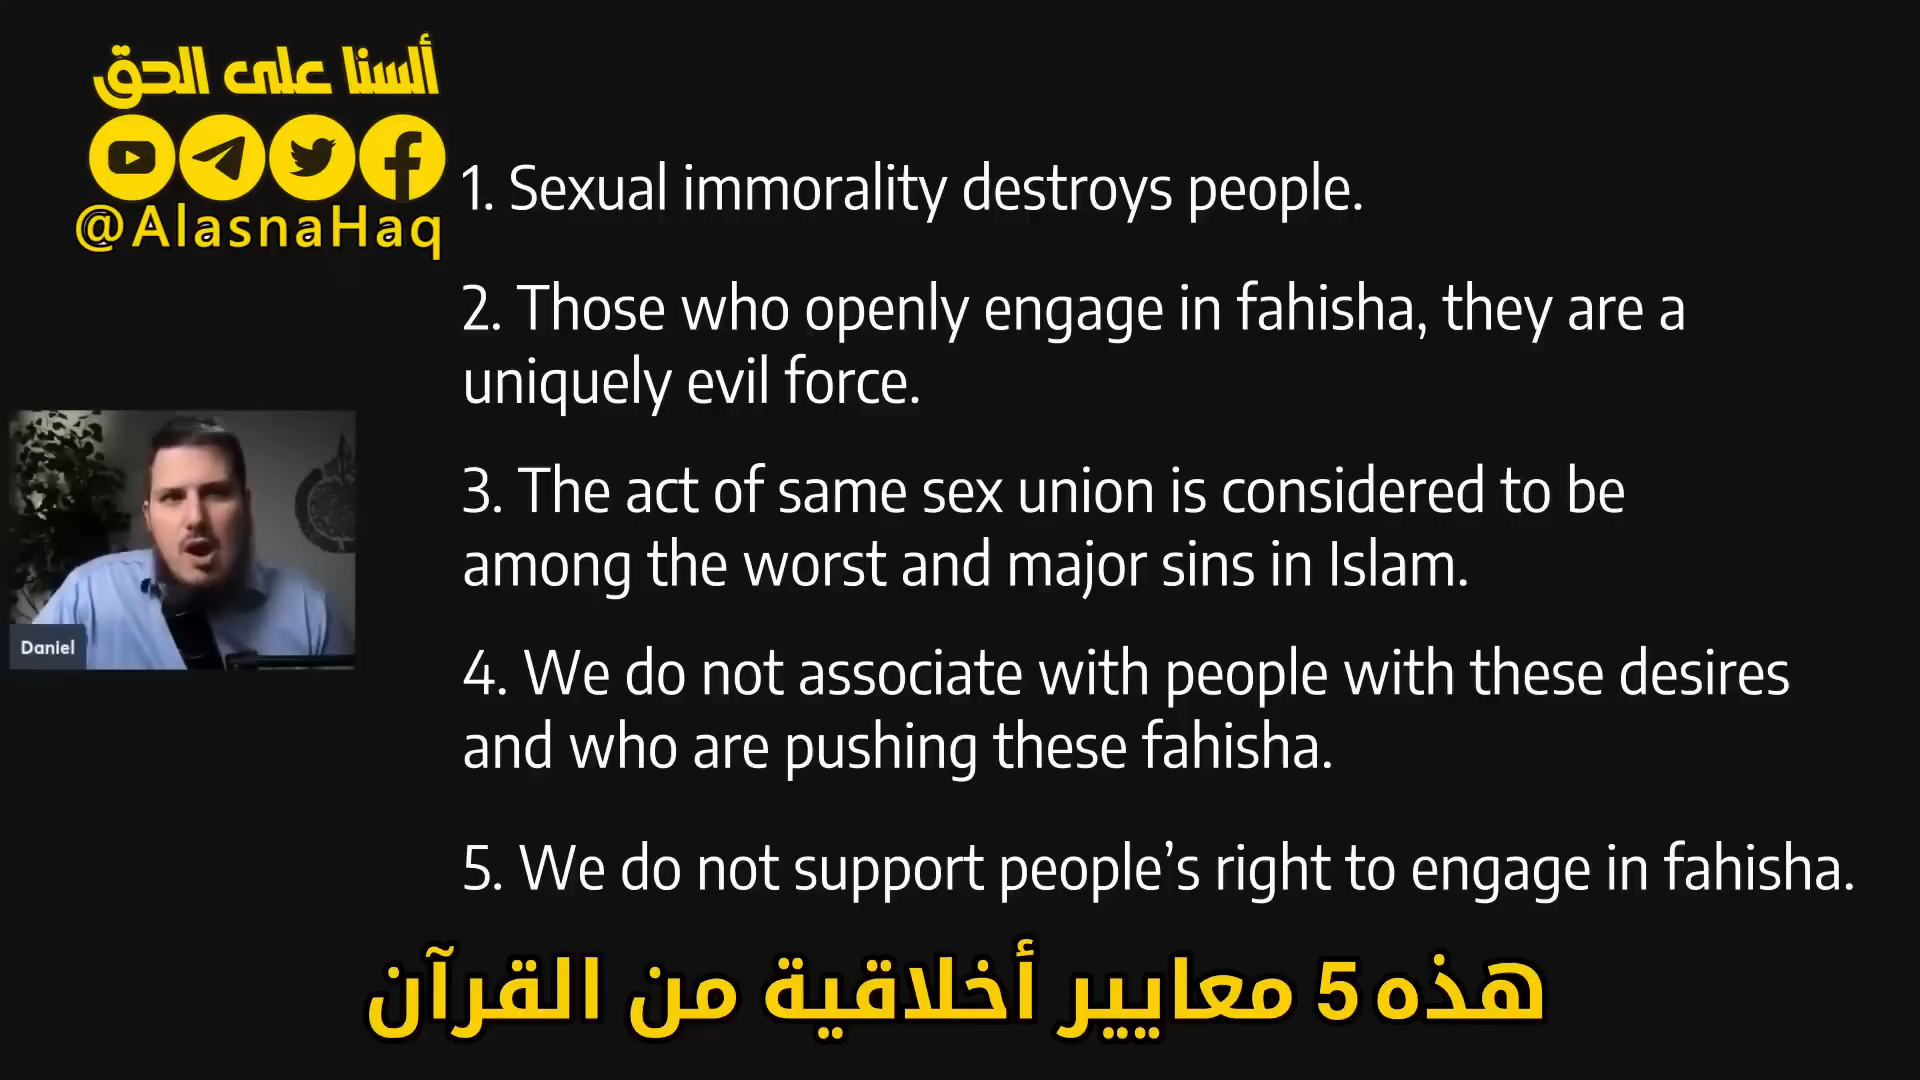 ألسنا على الحق
@AlasnaHaq
1. Sexual immorality destroys people.
2. Those who openly engage in fahisha, they are a
uniquely evil force.
3. The act of same sex union is considered to be
among the worst and major sins in Islam.
4. We do not associate with people with these desires
and who are pushing these fahisha.
5. We do not support people’s right to engage in fahisha.
Daniel
هذه 5 معايير أخلاقية من القرآن